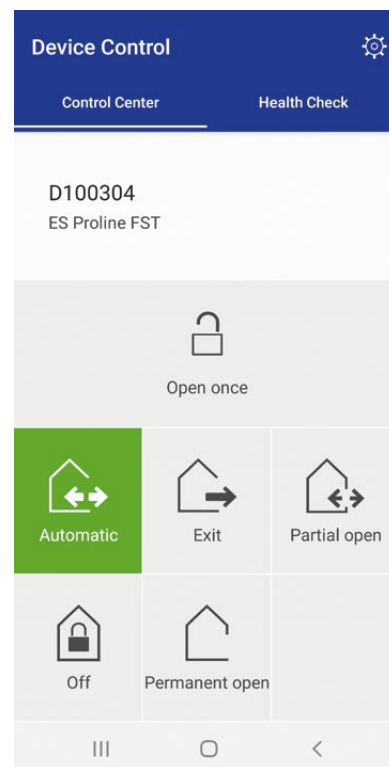 Device Control
Control Center
Health Check
D100304
ES Proline FST
Open once
Automatic
Exit
Partial open
Off
Permanent open